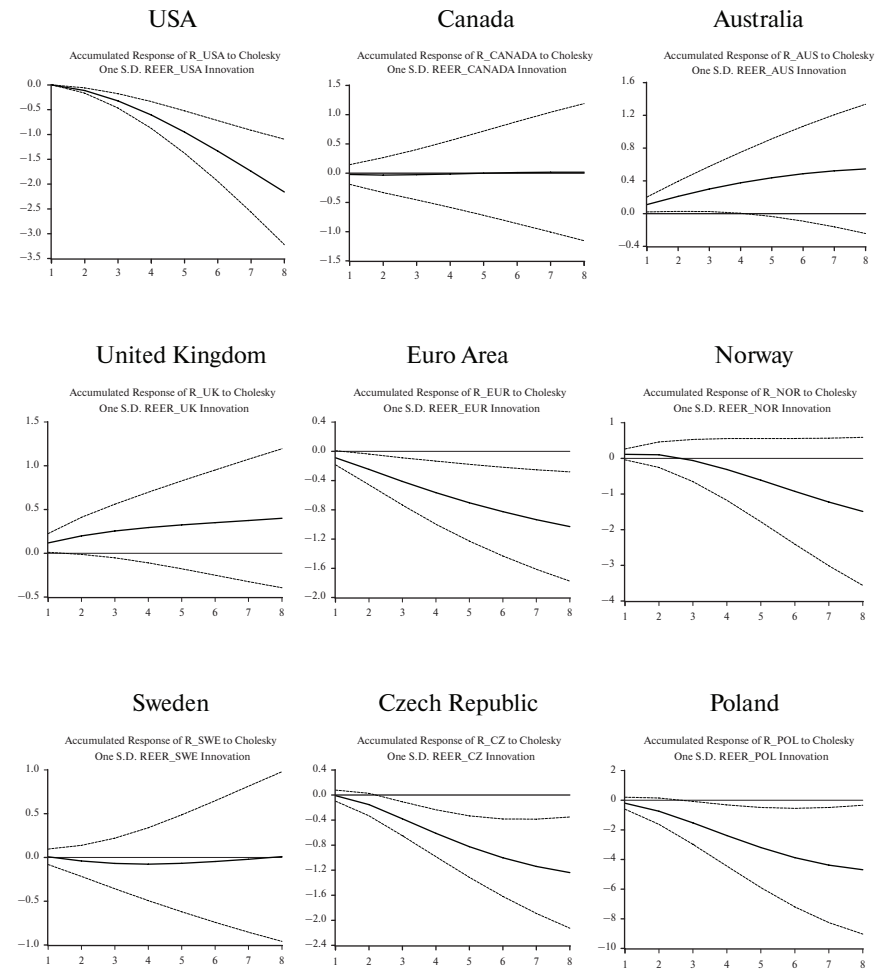 USA
Accumulated Response of R_USA to Cholesky
One S.D. REER_USA Innovation
0.0
−0.5
−1.0
−1.5
−2.0
−2.5
−3.0
−3.5
1 2 3 4 5 6 7 8
Canada
Accumulated Response of R_CANADA to Cholesky
One S.D. REER_CANADA Innovation
1.5
1.0
0.5
0.0
−0.5
−1.0
−1.5
1 2 3 4 5 6 7 8
Australia
Accumulated Response of R_AUS to Cholesky
One S.D. REER_AUS Innovation
1.6
1.2
0.8
0.4
0.0
−0.4
1 2 3 4 5 6 7 8
United Kingdom
Accumulated Response of R_UK to Cholesky
One S.D. REER_UK Innovation
1.5
1.0
0.5
0.0
−0.5
1 2 3 4 5 6 7 8
Euro Area
Accumulated Response of R_EUR to Cholesky
One S.D. REER_EUR Innovation
0.4
0.0
−0.4
−0.8
−1.2
−1.6
−2.0
1 2 3 4 5 6 7 8
Norway
Accumulated Response of R_NOR to Cholesky
One S.D. REER_NOR Innovation
1
0
−1
−2
−3
−4
1 2 3 4 5 6 7 8
Sweden
Accumulated Response of R_SWE to Cholesky
One S.D. REER_SWE Innovation
1.0
0.5
0.0
−0.5
−1.0
1 2 3 4 5 6 7 8
Czech Republic
Accumulated Response of R_CZ to Cholesky
One S.D. REER_CZ Innovation
0.4
0.0
−0.4
−0.8
−1.2
−1.6
−2.0
−2.4
1 2 3 4 5 6 7 8
Poland
Accumulated Response of R_POL to Cholesky
One S.D. REER_POL Innovation
2
0
−2
−4
−6
−8
−10
1 2 3 4 5 6 7 8